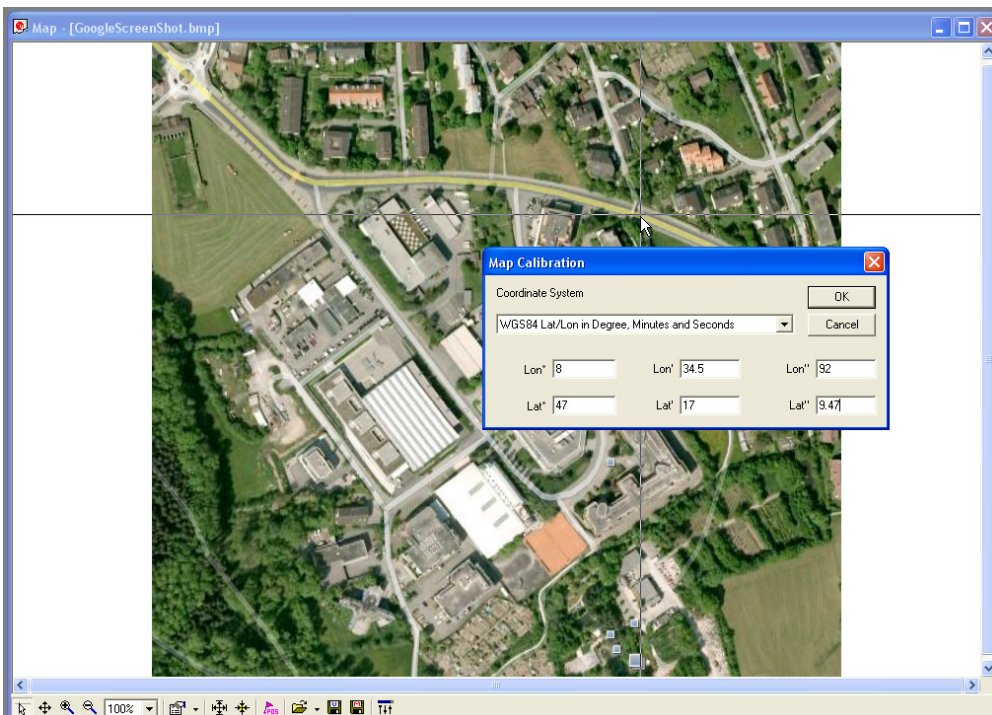 Map - [GoogleScreenShot.bmp]
Map Calibration
Coordinate System
OK
WGS84 Lat/Lon in Degree, Minutes and Seconds
Cancel
Lon° 8 Lon' 34.5 Lon'' 92
Lat° 47 Lat' 17 Lat'' 9.47
100%
POS